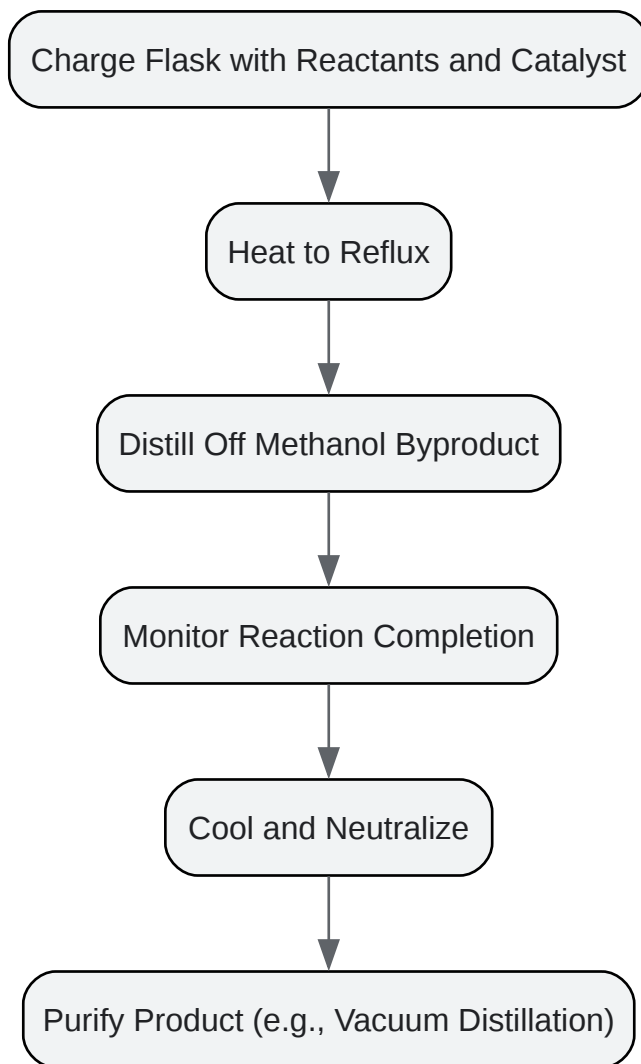 Charge Flask with Reactants and Catalyst
Heat to Reflux
Distill Off Methanol Byproduct
Monitor Reaction Completion
Cool and Neutralize
Purify Product (e.g., Vacuum Distillation)